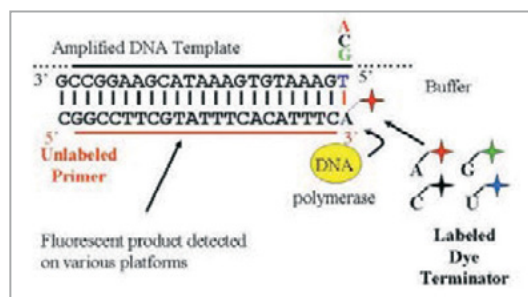 A
C
G
Amplified DNA Template
3' GCCGGAAGCATAAAGTGTAAAGT 5'
Buffer
CGGCCTTCGTATTTCACATTTCA
5' 3'
Unlabeled
Primer
DNA
polymerase
A G
C U
Fluorescent product detected
on various platforms
Labeled
Dye
Terminator